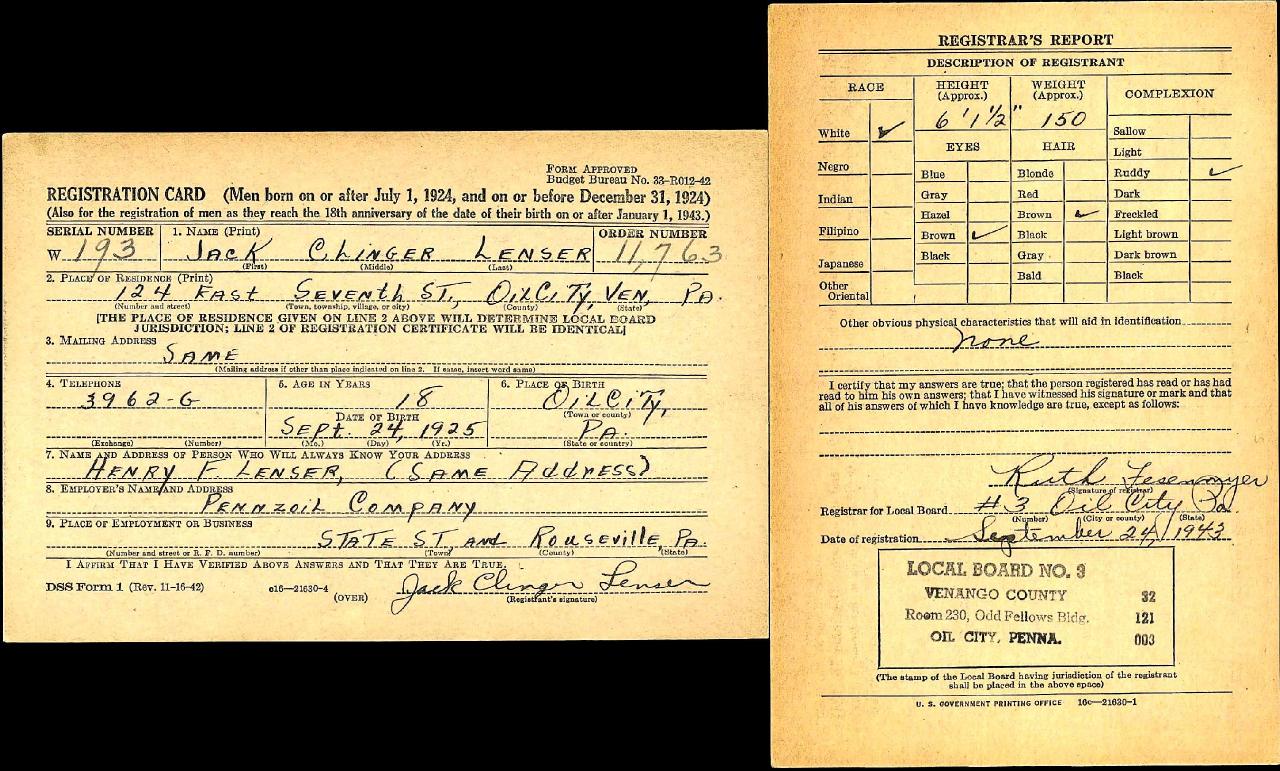 FORM APPROVED
Budget Bureau No. 33-R012-42
REGISTRATION CARD (Men born on or after July 1, 1924, and on or before December 31, 1924)
(Also for the registration of men as they reach the 18th anniversary of the date of their birth on or after January 1, 1943.)
SERIAL NUMBER 1. NAME (Print) ORDER NUMBER
W 193 JACK CLINGER LENSER 11,763
(First) (Middle) (Last)
2. PLACE OF RESIDENCE (Print)
124 EAST SEVENTH ST., OIL CITY, VEN, PA.
(Number and street) (Town, township, village, or city) (County) (State)
[THE PLACE OF RESIDENCE GIVEN ON LINE 2 ABOVE WILL DETERMINE LOCAL BOARD
JURISDICTION; LINE 2 OF REGISTRATION CERTIFICATE WILL BE IDENTICAL]
3. MAILING ADDRESS
SAME
(Mailing address if other than place indicated on line 2. If same, insert word same)
4. TELEPHONE 5. AGE IN YEARS 6. PLACE OF BIRTH
3962-G 18 OIL CITY,
(Town or county)
DATE OF BIRTH
SEPT. 24, 1925 PA.
(Exchange) (Number) (Mo.) (Day) (Yr.) (State or country)
7. NAME AND ADDRESS OF PERSON WHO WILL ALWAYS KNOW YOUR ADDRESS
HENRY F LENSER, (SAME ADDRESS)
8. EMPLOYER'S NAME AND ADDRESS
PENNZOIL COMPANY
9. PLACE OF EMPLOYMENT OR BUSINESS
STATE ST. AND ROUSEVILLE, PA.
(Number and street or R. F. D. number) (Town) (County) (State)
I AFFIRM THAT I HAVE VERIFIED ABOVE ANSWERS AND THAT THEY ARE TRUE.
DSS Form 1 (Rev. 11-16-42) c16—21630-4 (OVER) Jack Clinger Lenser
(Registrant's signature)
REGISTRAR'S REPORT
DESCRIPTION OF REGISTRANT
RACE HEIGHT (Approx.) WEIGHT (Approx.) COMPLEXION
6' 1 1/2" 150
White Sallow
EYES HAIR Light
Negro Blue Blonde Ruddy
Indian Gray Red Dark
Hazel Brown Freckled
Filipino Brown Black Light brown
Japanese Black Gray Dark brown
Bald Black
Other
Oriental
Other obvious physical characteristics that will aid in identification
none
I certify that my answers are true; that the person registered has read or has had
read to him his own answers; that I have witnessed his signature or mark and that
all of his answers of which I have knowledge are true, except as follows:
Ruth Fesenmyer
(Signature of registrar)
Registrar for Local Board #3 Oil City Pa
(Number) (City or county) (State)
Date of registration September 24, 1943
LOCAL BOARD NO. 3
VENANGO COUNTY 32
Room 230, Odd Fellows Bldg. 121
OIL CITY, PENNA. 003
(The stamp of the Local Board having jurisdiction of the registrant
shall be placed in the above space)
U. S. GOVERNMENT PRINTING OFFICE 16c—21630-1